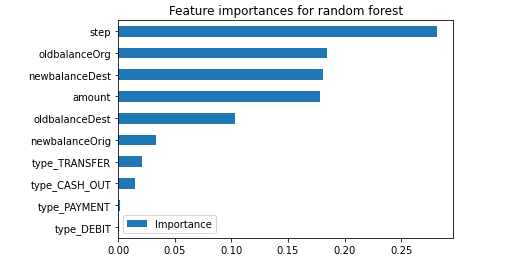 Feature importances for random forest
step
oldbalanceOrg
newbalanceDest
amount
oldbalanceDest
newbalanceOrig
type_TRANSFER
type_CASH_OUT
type_PAYMENT
type_DEBIT
Importance
0.00 0.05 0.10 0.15 0.20 0.25